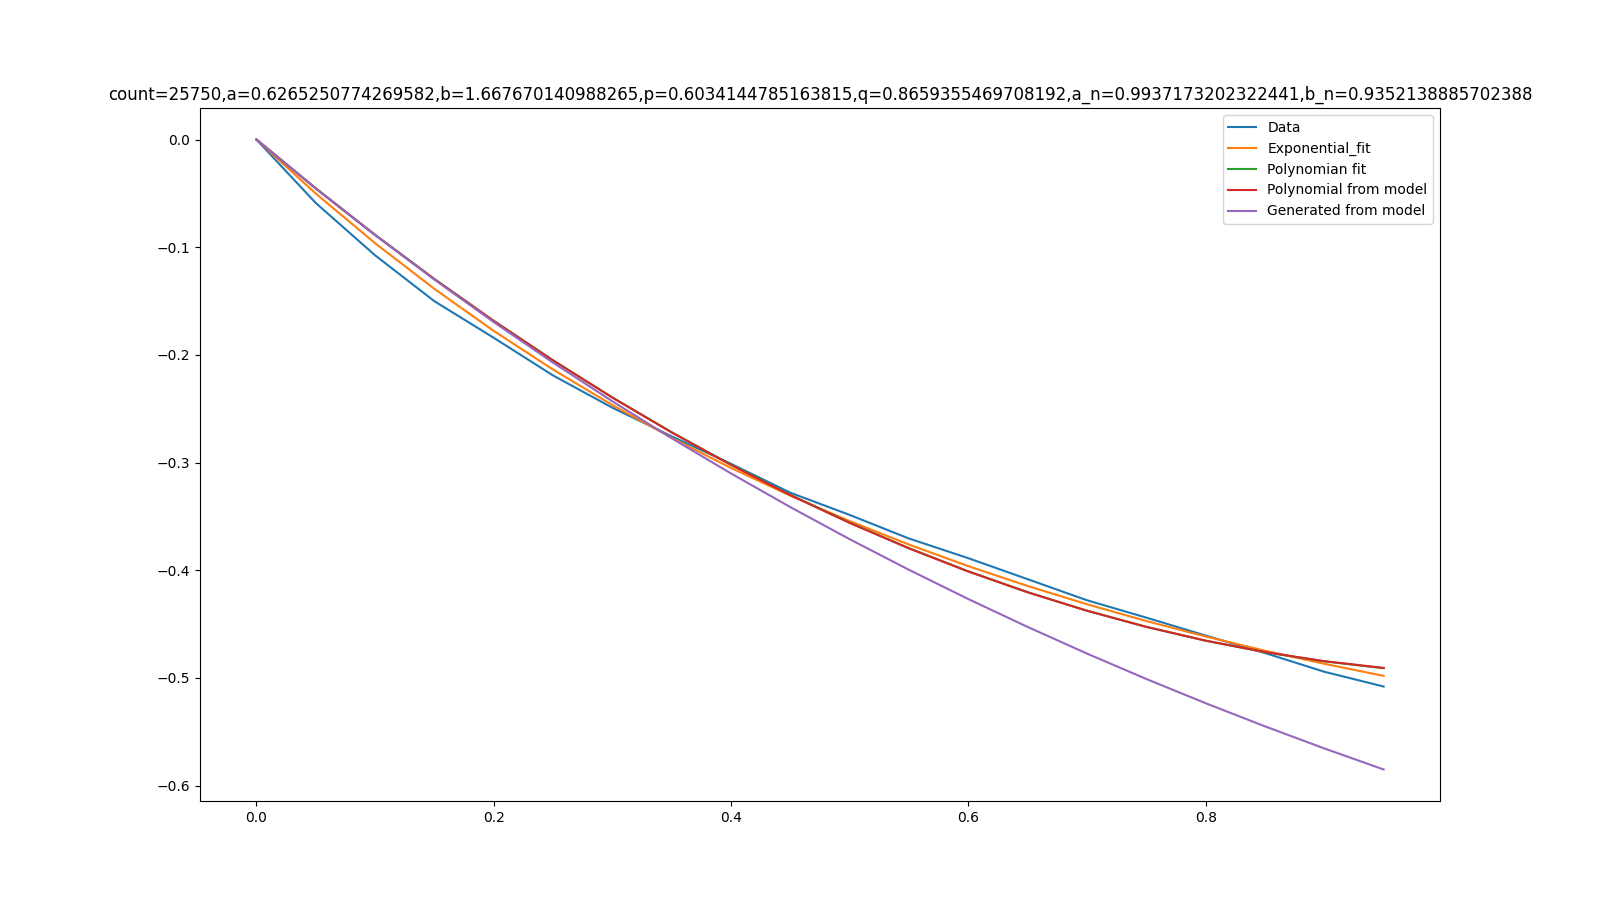 count=25750,a=0.6265250774269582,b=1.667670140988265,p=0.6034144785163815,q=0.8659355469708192,a_n=0.9937173202322441,b_n=0.9352138885702388
Data
Exponential_fit
Polynomian fit
Polynomial from model
Generated from model
0.0
−0.1
−0.2
−0.3
−0.4
−0.5
−0.6
0.0 0.2 0.4 0.6 0.8